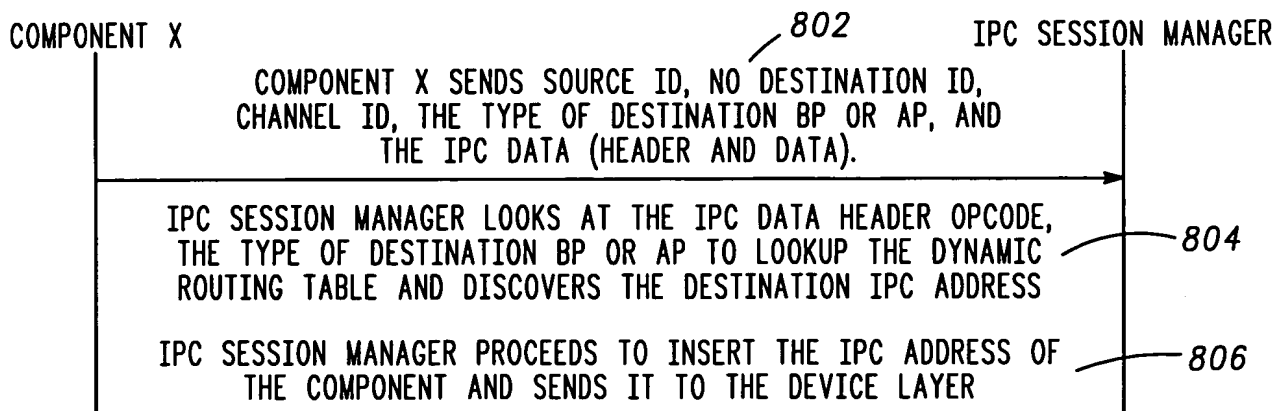 802
COMPONENT X
IPC SESSION MANAGER
COMPONENT X SENDS SOURCE ID, NO DESTINATION ID,
CHANNEL ID, THE TYPE OF DESTINATION BP OR AP, AND
THE IPC DATA (HEADER AND DATA).
IPC SESSION MANAGER LOOKS AT THE IPC DATA HEADER OPCODE,
THE TYPE OF DESTINATION BP OR AP TO LOOKUP THE DYNAMIC
804
ROUTING TABLE AND DISCOVERS THE DESTINATION IPC ADDRESS
IPC SESSION MANAGER PROCEEDS TO INSERT THE IPC ADDRESS OF
806
THE COMPONENT AND SENDS IT TO THE DEVICE LAYER